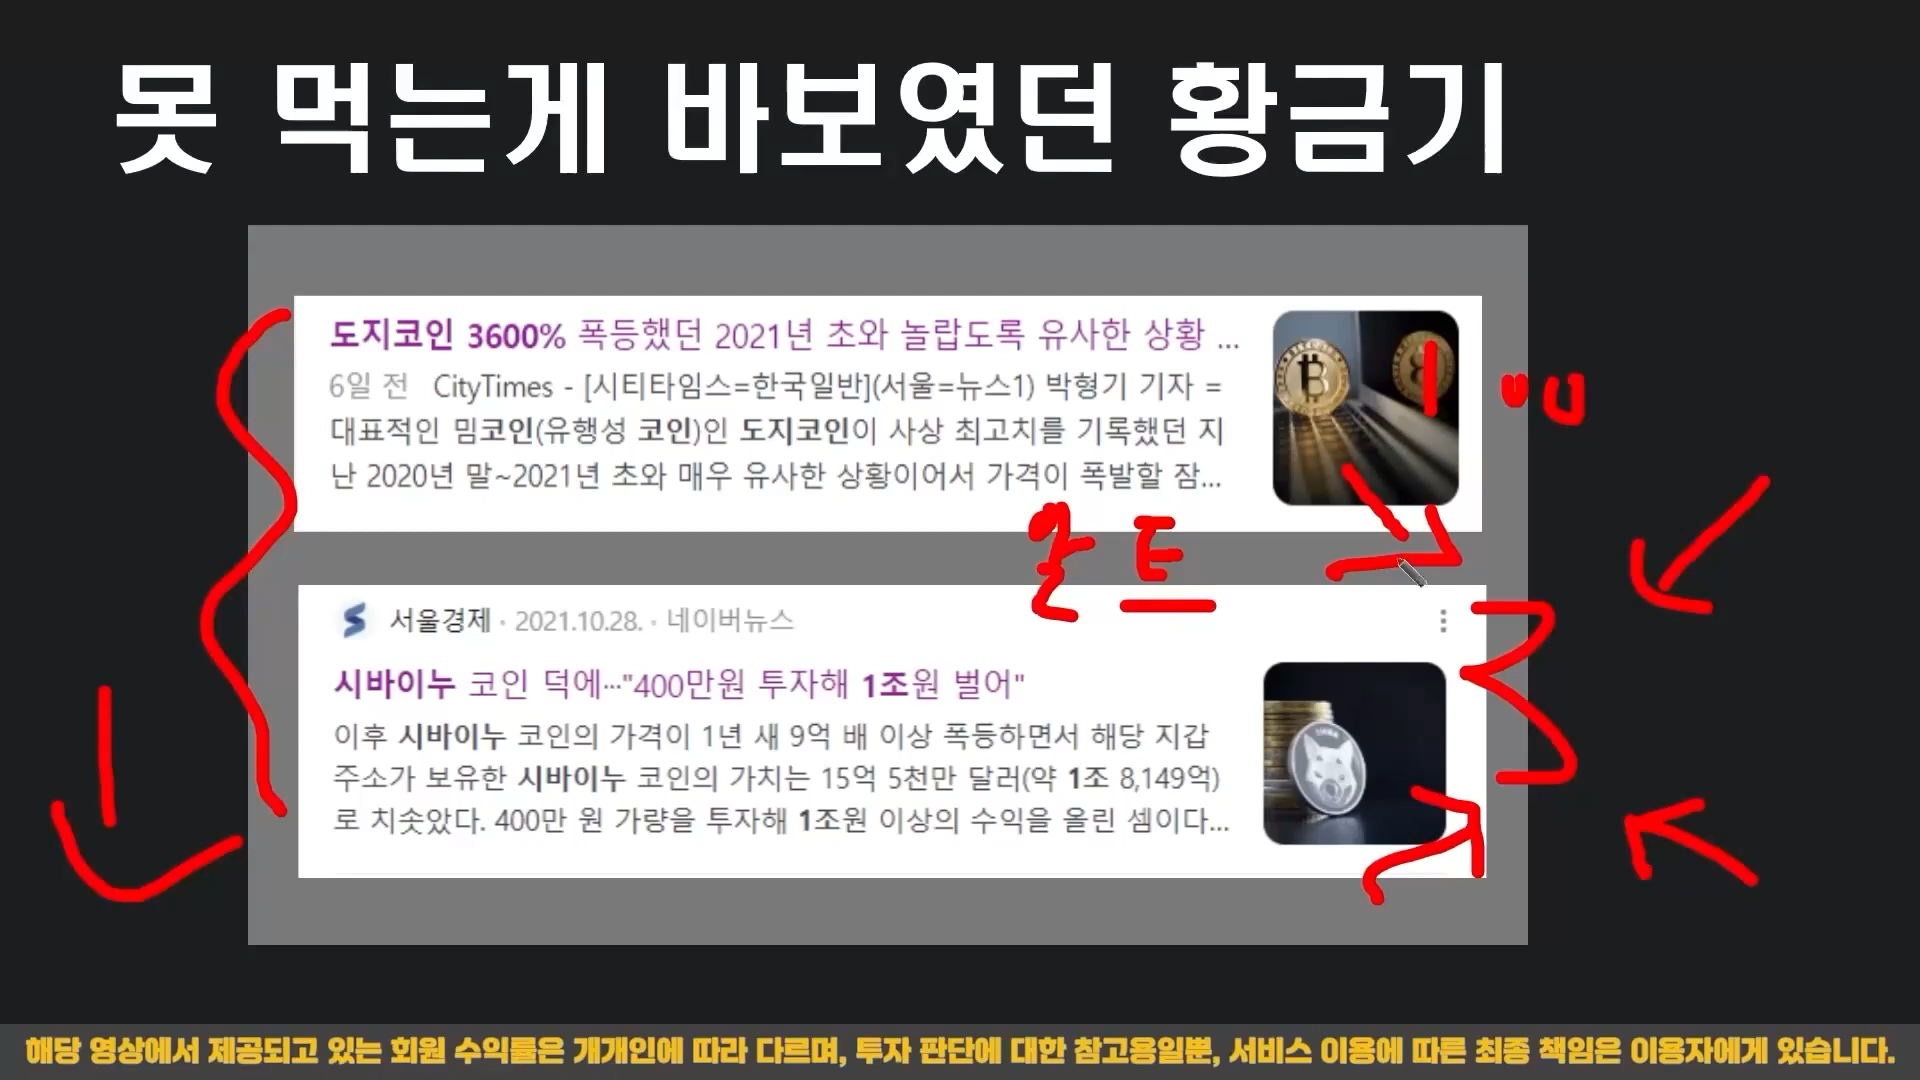 못 먹는게 바보였던 황금기
도지코인 3600% 폭등했던 2021년 초와 놀랍도록 유사한 상황 ...
6일 전 CityTimes - [시티타임스=한국일반](서울=뉴스1) 박형기 기자 =
대표적인 밈코인(유행성 코인)인 도지코인이 사상 최고치를 기록했던 지
난 2020년 말~2021년 초와 매우 유사한 상황이어서 가격이 폭발할 잠...
100
알트
서울경제 · 2021.10.28. · 네이버뉴스
시바이누 코인 덕에…"400만원 투자해 1조원 벌어"
이후 시바이누 코인의 가격이 1년 새 9억 배 이상 폭등하면서 해당 지갑
주소가 보유한 시바이누 코인의 가치는 15억 5천만 달러(약 1조 8,149억)
로 치솟았다. 400만 원 가량을 투자해 1조원 이상의 수익을 올린 셈이다...
해당 영상에서 제공되고 있는 회원 수익률은 개개인에 따라 다르며, 투자 판단에 대한 참고용일뿐, 서비스 이용에 따른 최종 책임은 이용자에게 있습니다.